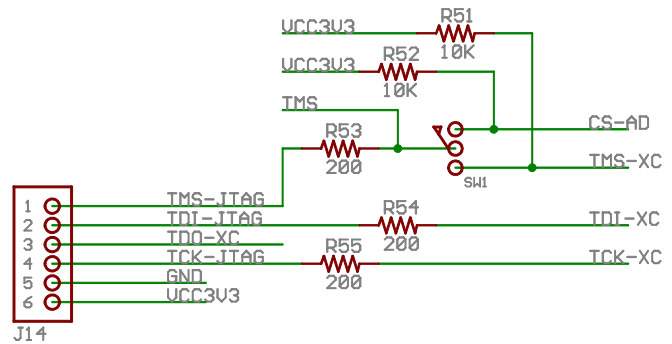 VCC3V3 R51
10K
VCC3V3 R52
10K
TMS
CS-AD
R53
200
TMS-XC
SW1
1 TMS-JTAG
2 TDI-JTAG R54 TDI-XC
200
3 TDO-XC
4 TCK-JTAG R55 TCK-XC
200
5 GND
6 VCC3V3
J14